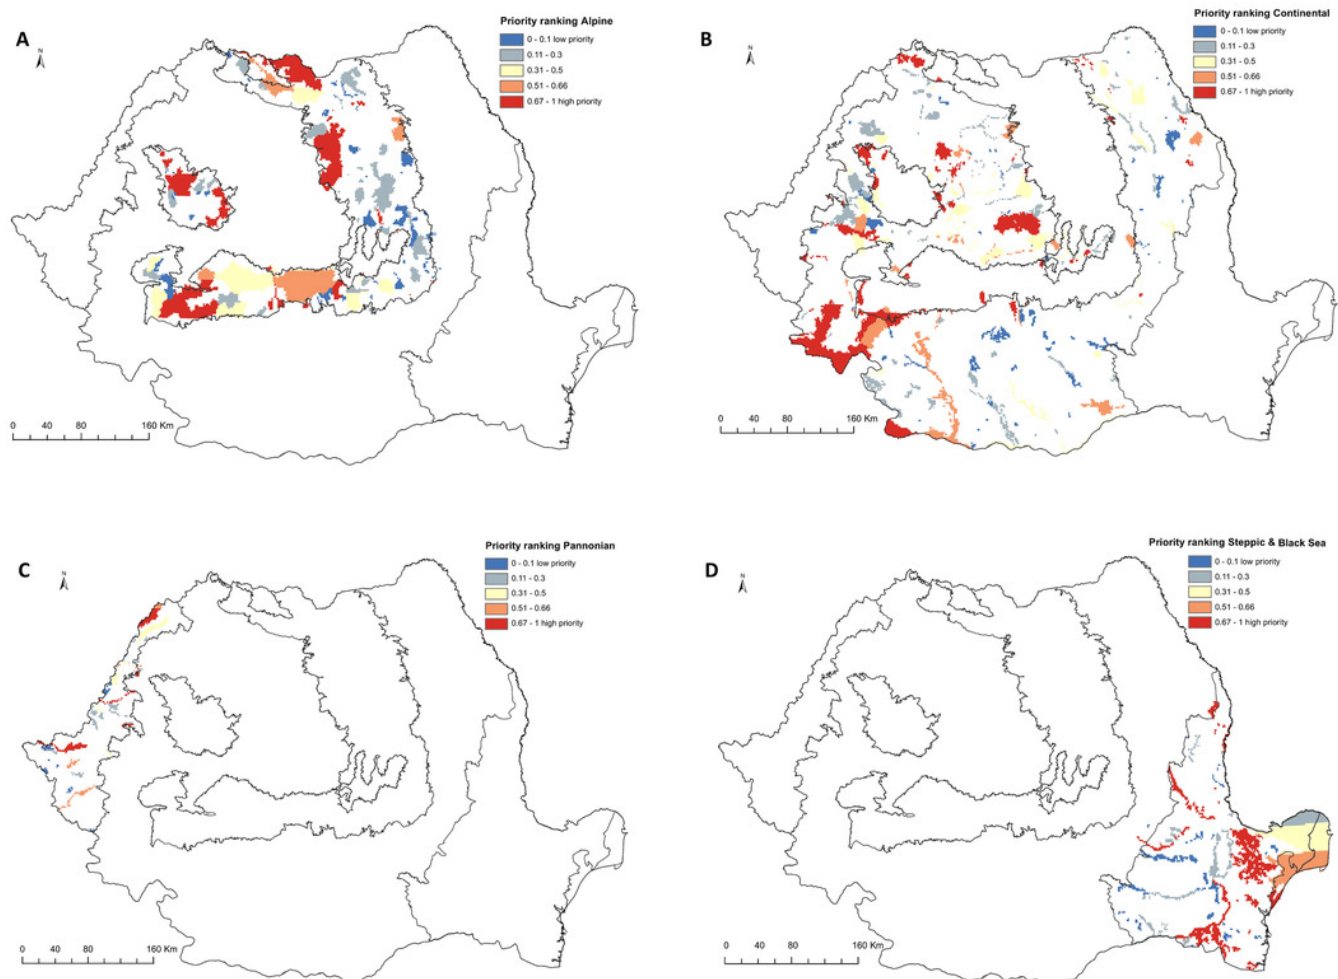 A
N
Priority ranking Alpine
0 - 0.1 low priority
0.11 - 0.3
0.31 - 0.5
0.51 - 0.66
0.67 - 1 high priority
0 40 80 160 Km
B
N
Priority ranking Continental
0 - 0.1 low priority
0.11 - 0.3
0.31 - 0.5
0.51 - 0.66
0.67 - 1 high priority
0 40 80 160 Km
C
N
Priority ranking Pannonian
0 - 0.1 low priority
0.11 - 0.3
0.31 - 0.5
0.51 - 0.66
0.67 - 1 high priority
0 40 80 160 Km
D
N
Priority ranking Steppic & Black Sea
0 - 0.1 low priority
0.11 - 0.3
0.31 - 0.5
0.51 - 0.66
0.67 - 1 high priority
0 40 80 160 Km